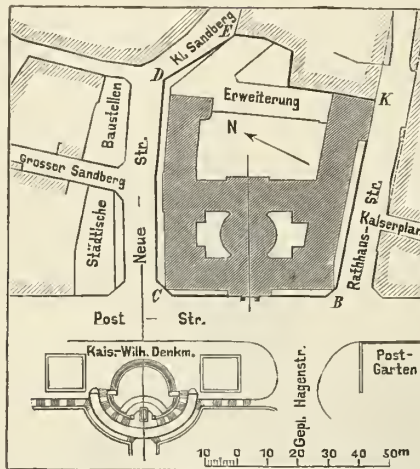 Kl. Sandberg
E
D
K
Erweiterung
N
Baustellen
Städtische
Grosser Sandberg
Neue Str.
Rathhaus-Str.
Kaiserplan
C
B
Post Str.
Kais.-Wilh. Denkm.
Gepl. Hagenstr.
Post-
Garten
10 0 10 20 30 40 50m